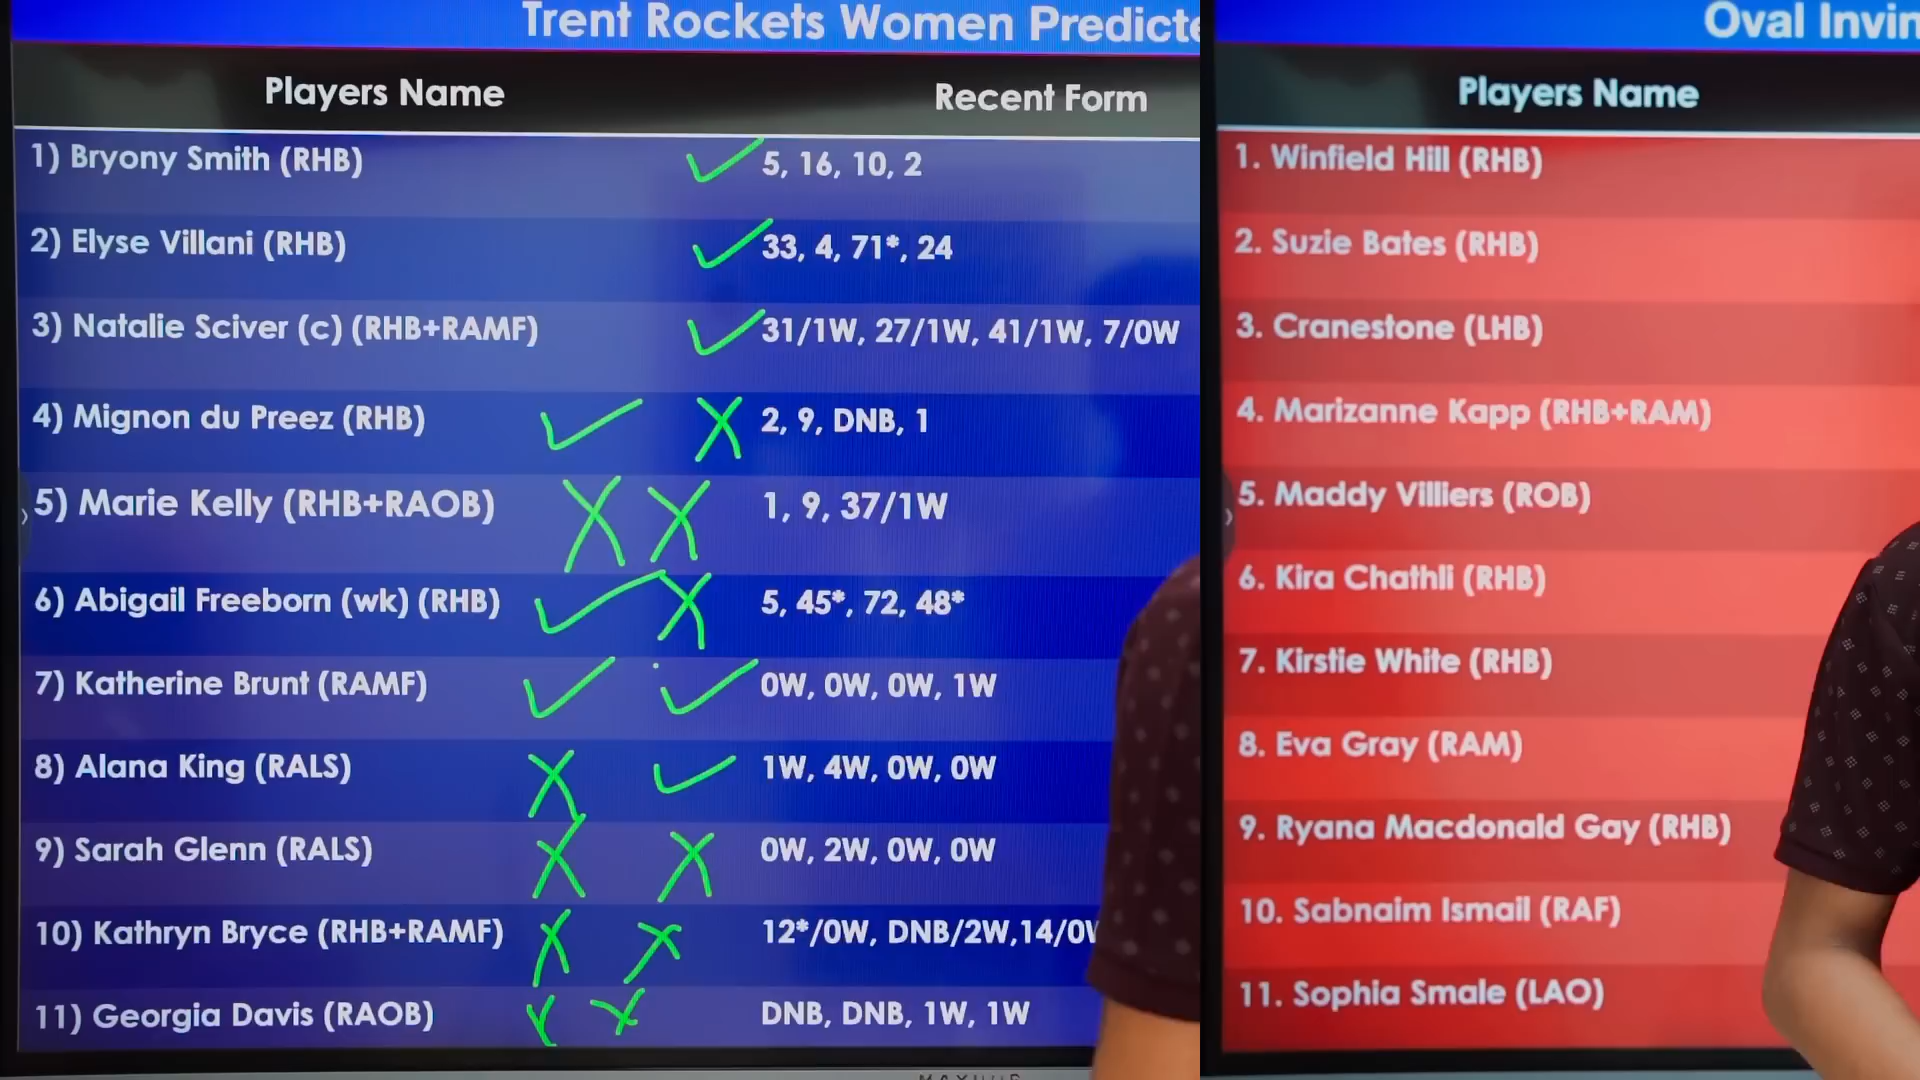 Trent Rockets Women Predicte
Players Name
Recent Form
1) Bryony Smith (RHB)
5, 16, 10, 2
2) Elyse Villani (RHB)
33, 4, 71*, 24
3) Natalie Sciver (c) (RHB+RAMF)
31/1W, 27/1W, 41/1W, 7/0W
4) Mignon du Preez (RHB)
2, 9, DNB, 1
5) Marie Kelly (RHB+RAOB)
1, 9, 37/1W
6) Abigail Freeborn (wk) (RHB)
5, 45*, 72, 48*
7) Katherine Brunt (RAMF)
0W, 0W, 0W, 1W
8) Alana King (RALS)
1W, 4W, 0W, 0W
9) Sarah Glenn (RALS)
0W, 2W, 0W, 0W
10) Kathryn Bryce (RHB+RAMF)
12*/0W, DNB/2W,14/0W
11) Georgia Davis (RAOB)
DNB, DNB, 1W, 1W
Oval Invin
Players Name
1. Winfield Hill (RHB)
2. Suzie Bates (RHB)
3. Cranestone (LHB)
4. Marizanne Kapp (RHB+RAM)
5. Maddy Villiers (ROB)
6. Kira Chathli (RHB)
7. Kirstie White (RHB)
8. Eva Gray (RAM)
9. Ryana Macdonald Gay (RHB)
10. Sabnaim Ismail (RAF)
11. Sophia Smale (LAO)